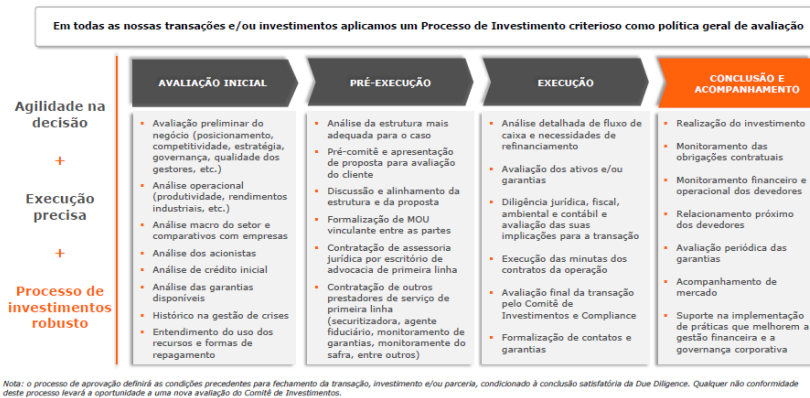 Em todas as nossas transações e/ou investimentos aplicamos um Processo de Investimento criterioso como política geral de avaliação
Agilidade na
decisão
+
Execução
precisa
+
Processo de
investimentos
robusto
AVALIAÇÃO INICIAL
▪ Avaliação preliminar do
negócio (posicionamento,
competitividade, estratégia,
governança, qualidade dos
gestores, etc.)
▪ Análise operacional
(produtividade, rendimentos
industriais, etc.)
▪ Análise macro do setor e
comparativos com empresas
▪ Análise dos acionistas
▪ Análise de crédito inicial
▪ Análise das garantias
disponíveis
▪ Histórico na gestão de crises
▪ Entendimento do uso dos
recursos e formas de
repagamento
PRÉ-EXECUÇÃO
▪ Análise da estrutura mais
adequada para o caso
▪ Pré-comitê e apresentação
de proposta para avaliação
do cliente
▪ Discussão e alinhamento da
estrutura e da proposta
▪ Formalização de MOU
vinculante entre as partes
▪ Contratação de assessoria
jurídica por escritório de
advocacia de primeira linha
▪ Contratação de outros
prestadores de serviço de
primeira linha
(securitizadora, agente
fiduciário, monitoramento de
garantias, monitoramente do
safra, entre outros)
EXECUÇÃO
▪ Análise detalhada de fluxo de
caixa e necessidades de
refinanciamento
▪ Avaliação dos ativos e/ou
garantias
▪ Diligência jurídica, fiscal,
ambiental e contábil e
avaliação das suas
implicações para a transação
▪ Execução das minutas dos
contratos da operação
▪ Avaliação final da transação
pelo Comitê de
Investimentos e Compliance
▪ Formalização de contatos e
garantias
CONCLUSÃO E
ACOMPANHAMENTO
▪ Realização do investimento
▪ Monitoramento das
obrigações contratuais
▪ Monitoramento financeiro e
operacional dos devedores
▪ Relacionamento próximo
dos devedores
▪ Avaliação periódica das
garantias
▪ Acompanhamento de
mercado
▪ Suporte na implementação
de práticas que melhorem a
gestão financeira e a
governança corporativa
Nota: o processo de aprovação definirá as condições precedentes para fechamento da transação, investimento e/ou parceria, condicionado à conclusão satisfatória da Due Diligence. Qualquer não conformidade
deste processo levará a oportunidade a uma nova avaliação do Comitê de Investimentos.